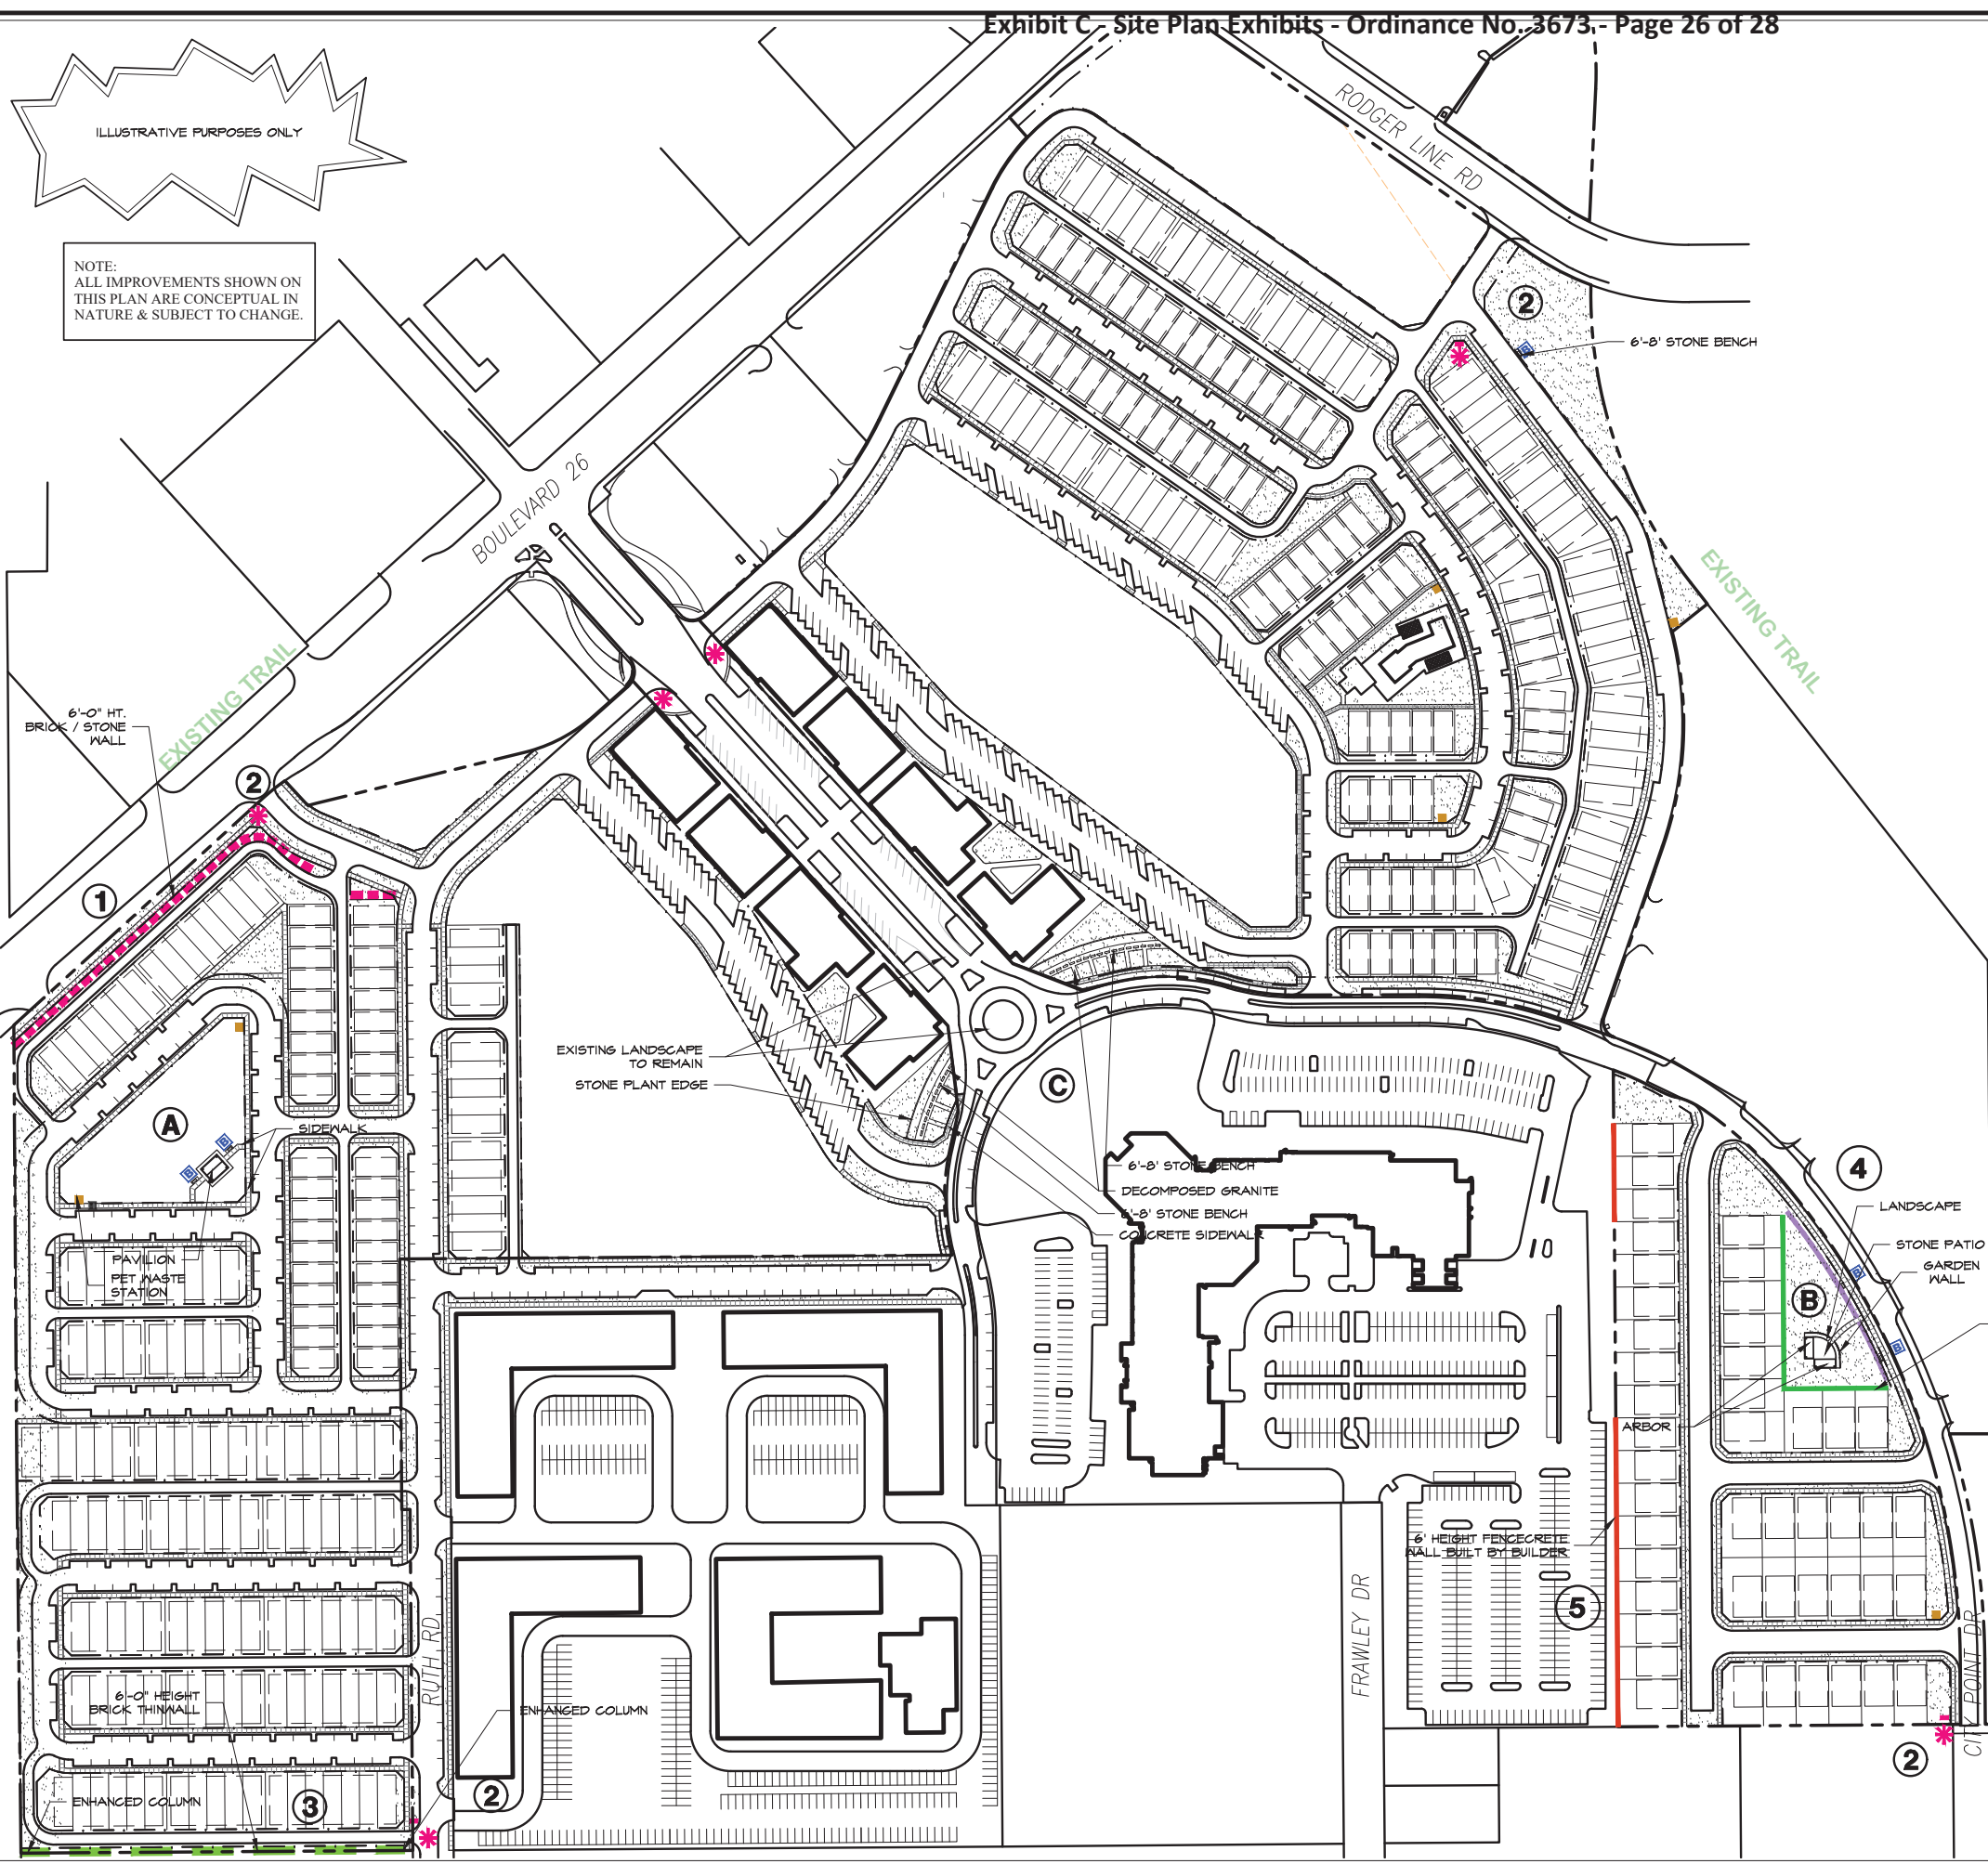 Exhibit C - Site Plan Exhibits - Ordinance No. 3673 - Page 26 of 28
ILLUSTRATIVE PURPOSES ONLY
NOTE:
ALL IMPROVEMENTS SHOWN ON
THIS PLAN ARE CONCEPTUAL IN
NATURE & SUBJECT TO CHANGE.
RODGER LINE RD
2
6'-8' STONE BENCH
B
BOULEVARD 26
EXISTING TRAIL
EXISTING TRAIL
6'-0" HT.
BRICK / STONE
WALL
2
1
EXISTING LANDSCAPE
TO REMAIN
STONE PLANT EDGE
C
A
SIDEWALK
B
B
PAVILION
PET WASTE
STATION
6'-8' STONE BENCH
DECOMPOSED GRANITE
6'-8' STONE BENCH
CONCRETE SIDEWALK
4
LANDSCAPE
STONE PATIO
GARDEN
WALL
B
B
B
ARBOR
6' HEIGHT FENCECRETE
WALL BUILT BY BUILDER
5
FRAWLEY DR
RUTH RD
CITY POINT DR
6'-0" HEIGHT
BRICK THINWALL
ENHANCED COLUMN
ENHANCED COLUMN
3
2
2